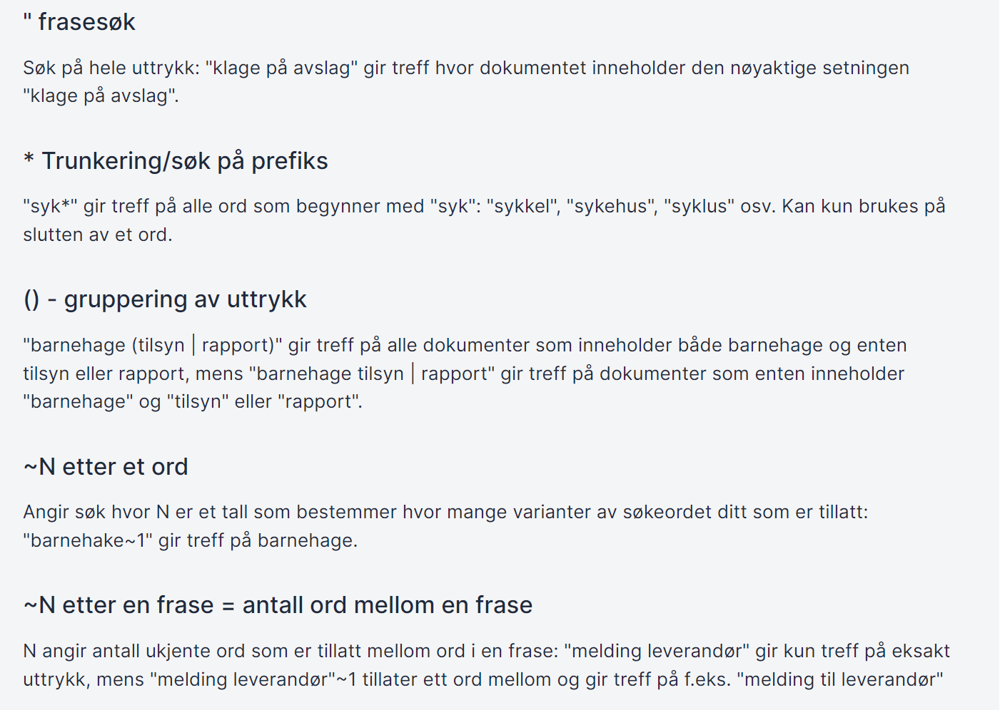 " frasesøk
Søk på hele uttrykk: "klage på avslag" gir treff hvor dokumentet inneholder den nøyaktige setningen
"klage på avslag".
* Trunkering/søk på prefiks
"syk*" gir treff på alle ord som begynner med "syk": "sykkel", "sykehus", "syklus" osv. Kan kun brukes på
slutten av et ord.
() - gruppering av uttrykk
"barnehage (tilsyn | rapport)" gir treff på alle dokumenter som inneholder både barnehage og enten
tilsyn eller rapport, mens "barnehage tilsyn | rapport" gir treff på dokumenter som enten inneholder
"barnehage" og "tilsyn" eller "rapport".
~N etter et ord
Angir søk hvor N er et tall som bestemmer hvor mange varianter av søkeordet ditt som er tillatt:
"barnehake~1" gir treff på barnehage.
~N etter en frase = antall ord mellom en frase
N angir antall ukjente ord som er tillatt mellom ord i en frase: "melding leverandør" gir kun treff på eksakt
uttrykk, mens "melding leverandør"~1 tillater ett ord mellom og gir treff på f.eks. "melding til leverandør"